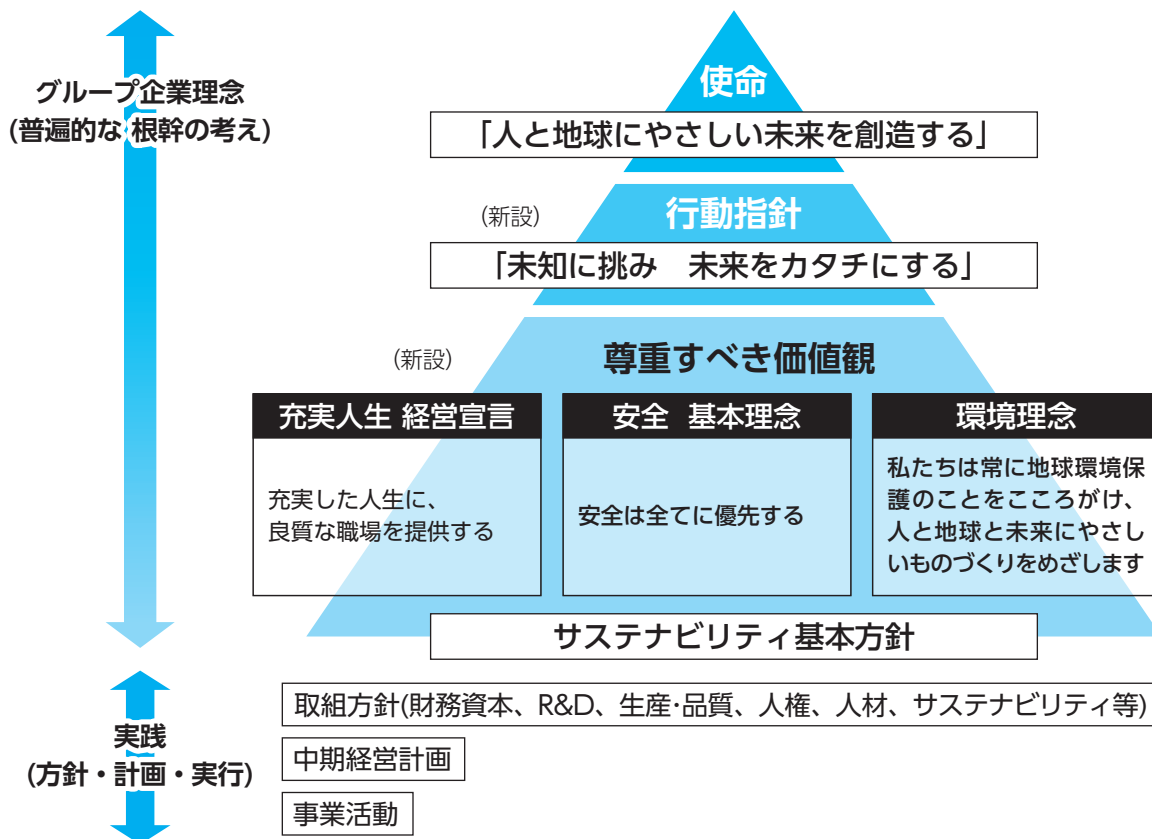 グループ企業理念
(普遍的な 根幹の考え)
使命
「人と地球にやさしい未来を創造する」
(新設)
行動指針
「未知に挑み　未来をカタチにする」
(新設)
尊重すべき価値観
充実人生 経営宣言
充実した人生に、
良質な職場を提供する
安全 基本理念
安全は全てに優先する
環境理念
私たちは常に地球環境保
護のことをこころがけ、
人と地球と未来にやさし
いものづくりをめざします
サステナビリティ基本方針
実践
(方針・計画・実行)
取組方針(財務資本、R&D、生産・品質、人権、人材、サステナビリティ等)
中期経営計画
事業活動